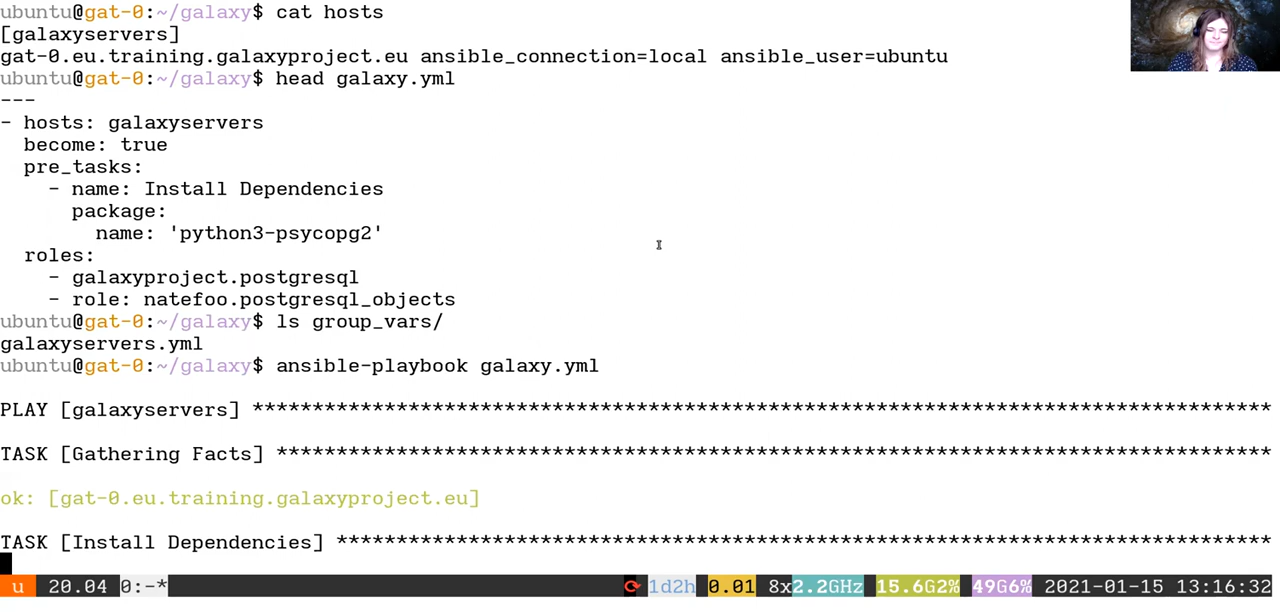 ubuntu@gat-0:~/galaxy$ cat hosts
[galaxyservers]
gat-0.eu.training.galaxyproject.eu ansible_connection=local ansible_user=ubuntu
ubuntu@gat-0:~/galaxy$ head galaxy.yml
---
- hosts: galaxyservers
  become: true
  pre_tasks:
    - name: Install Dependencies
      package:
        name: 'python3-psycopg2'
  roles:
    - galaxyproject.postgresql
    - role: natefoo.postgresql_objects
ubuntu@gat-0:~/galaxy$ ls group_vars/
galaxyservers.yml
ubuntu@gat-0:~/galaxy$ ansible-playbook galaxy.yml
PLAY [galaxyservers] *************************************************************************************
TASK [Gathering Facts] ***********************************************************************************
ok: [gat-0.eu.training.galaxyproject.eu]
TASK [Install Dependencies] ******************************************************************************
u 20.04 0:-* ⟳ 1d2h 0.01 8x2.2GHz 15.6G2% 49G6% 2021-01-15 13:16:32